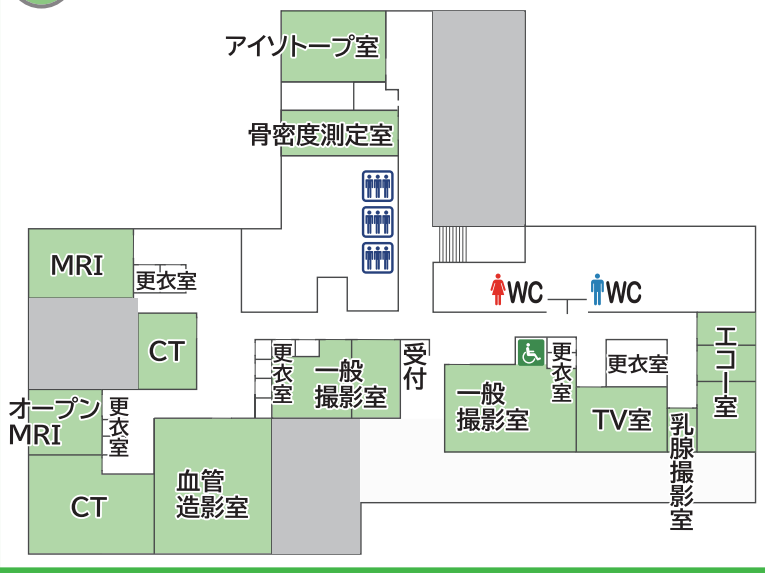 アイソトープ室
骨密度測定室
MRI
更衣室
WC
WC
CT
エコー室
更衣室
一般
撮影室
受付
更衣室
更衣室
オープン
MRI
更衣室
一般
撮影室
TV室
乳腺撮影室
CT
血管
造影室